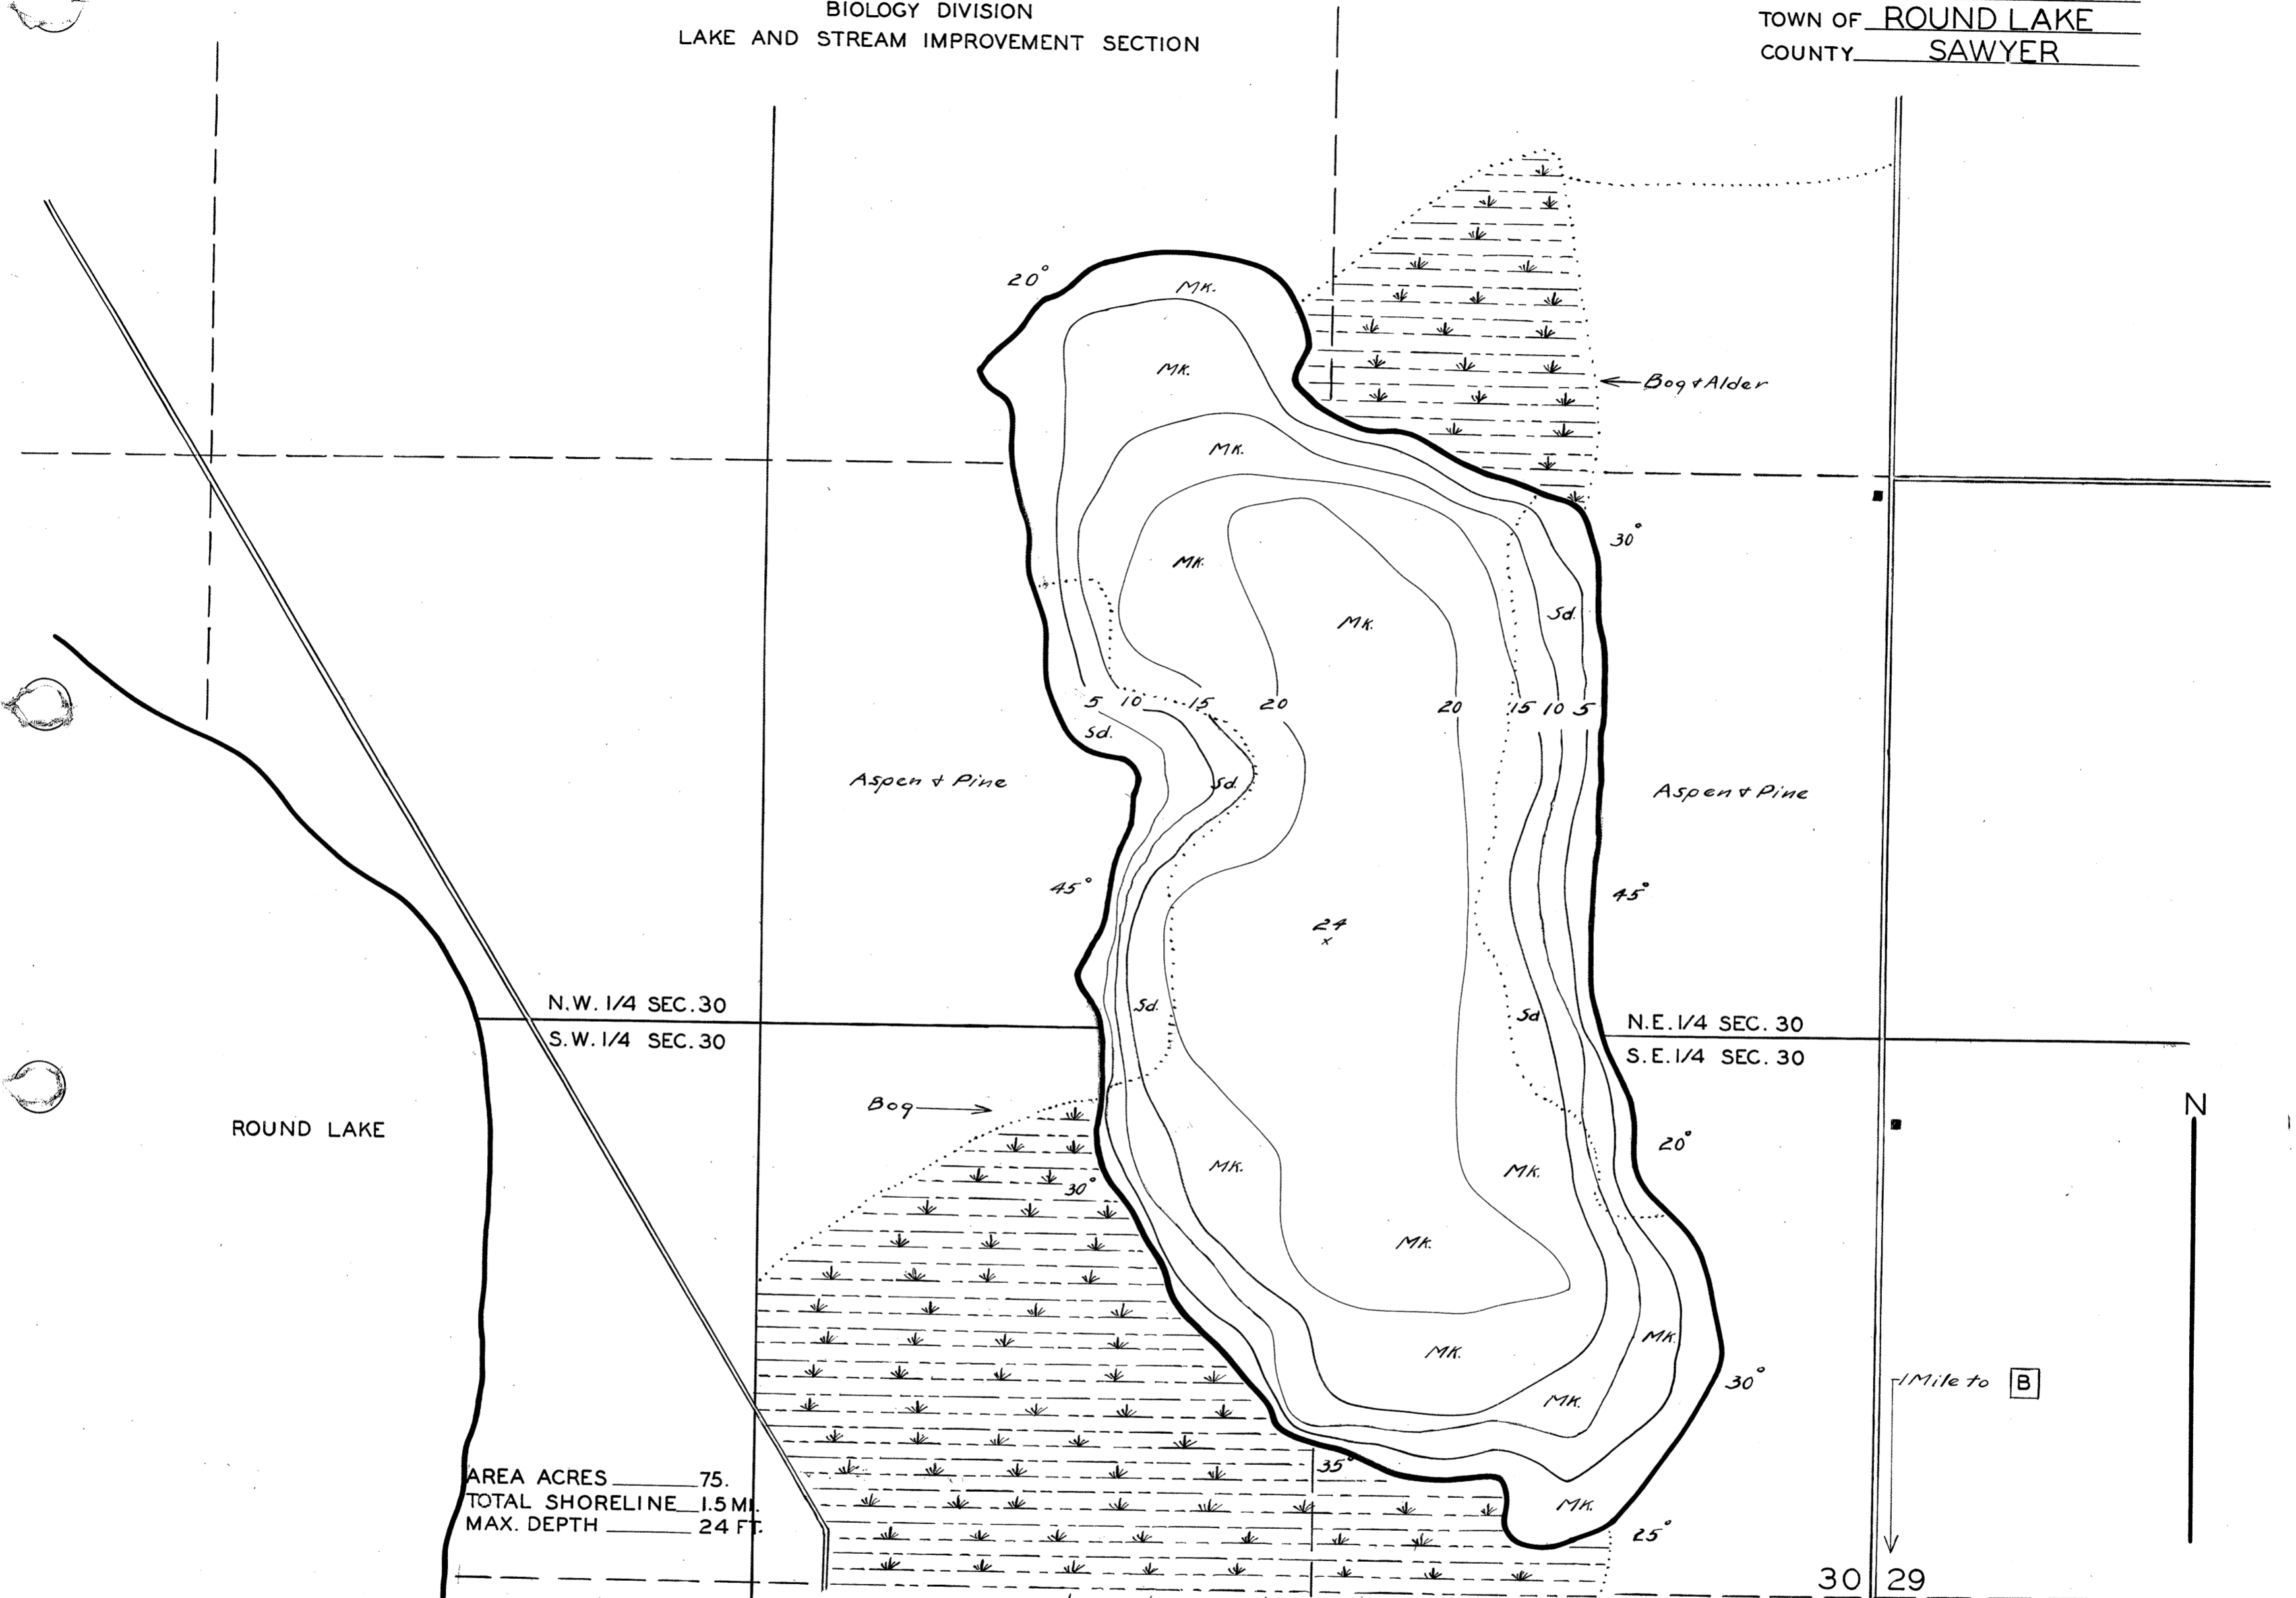 BIOLOGY DIVISION
LAKE AND STREAM IMPROVEMENT SECTION
TOWN OF ROUND LAKE
COUNTY SAWYER
20°
MK.
MK.
Bog & Alder
MK.
30°
MK.
MK.
Sd.
5 10 15 20 20 15 10 5
Sd.
Aspen & Pine
Sd.
Aspen & Pine
45°
45°
24
x
N.W. 1/4 SEC. 30
Sd.
Sd
N.E. 1/4 SEC. 30
S.W. 1/4 SEC. 30
S.E. 1/4 SEC. 30
Bog
N
ROUND LAKE
20°
MK.
MK.
30°
MK.
MK.
MK.
30°
1 Mile to B
MK.
35°
AREA ACRES 75.
MK.
TOTAL SHORELINE 1.5 MI.
MAX. DEPTH 24 FT.
25°
30 29